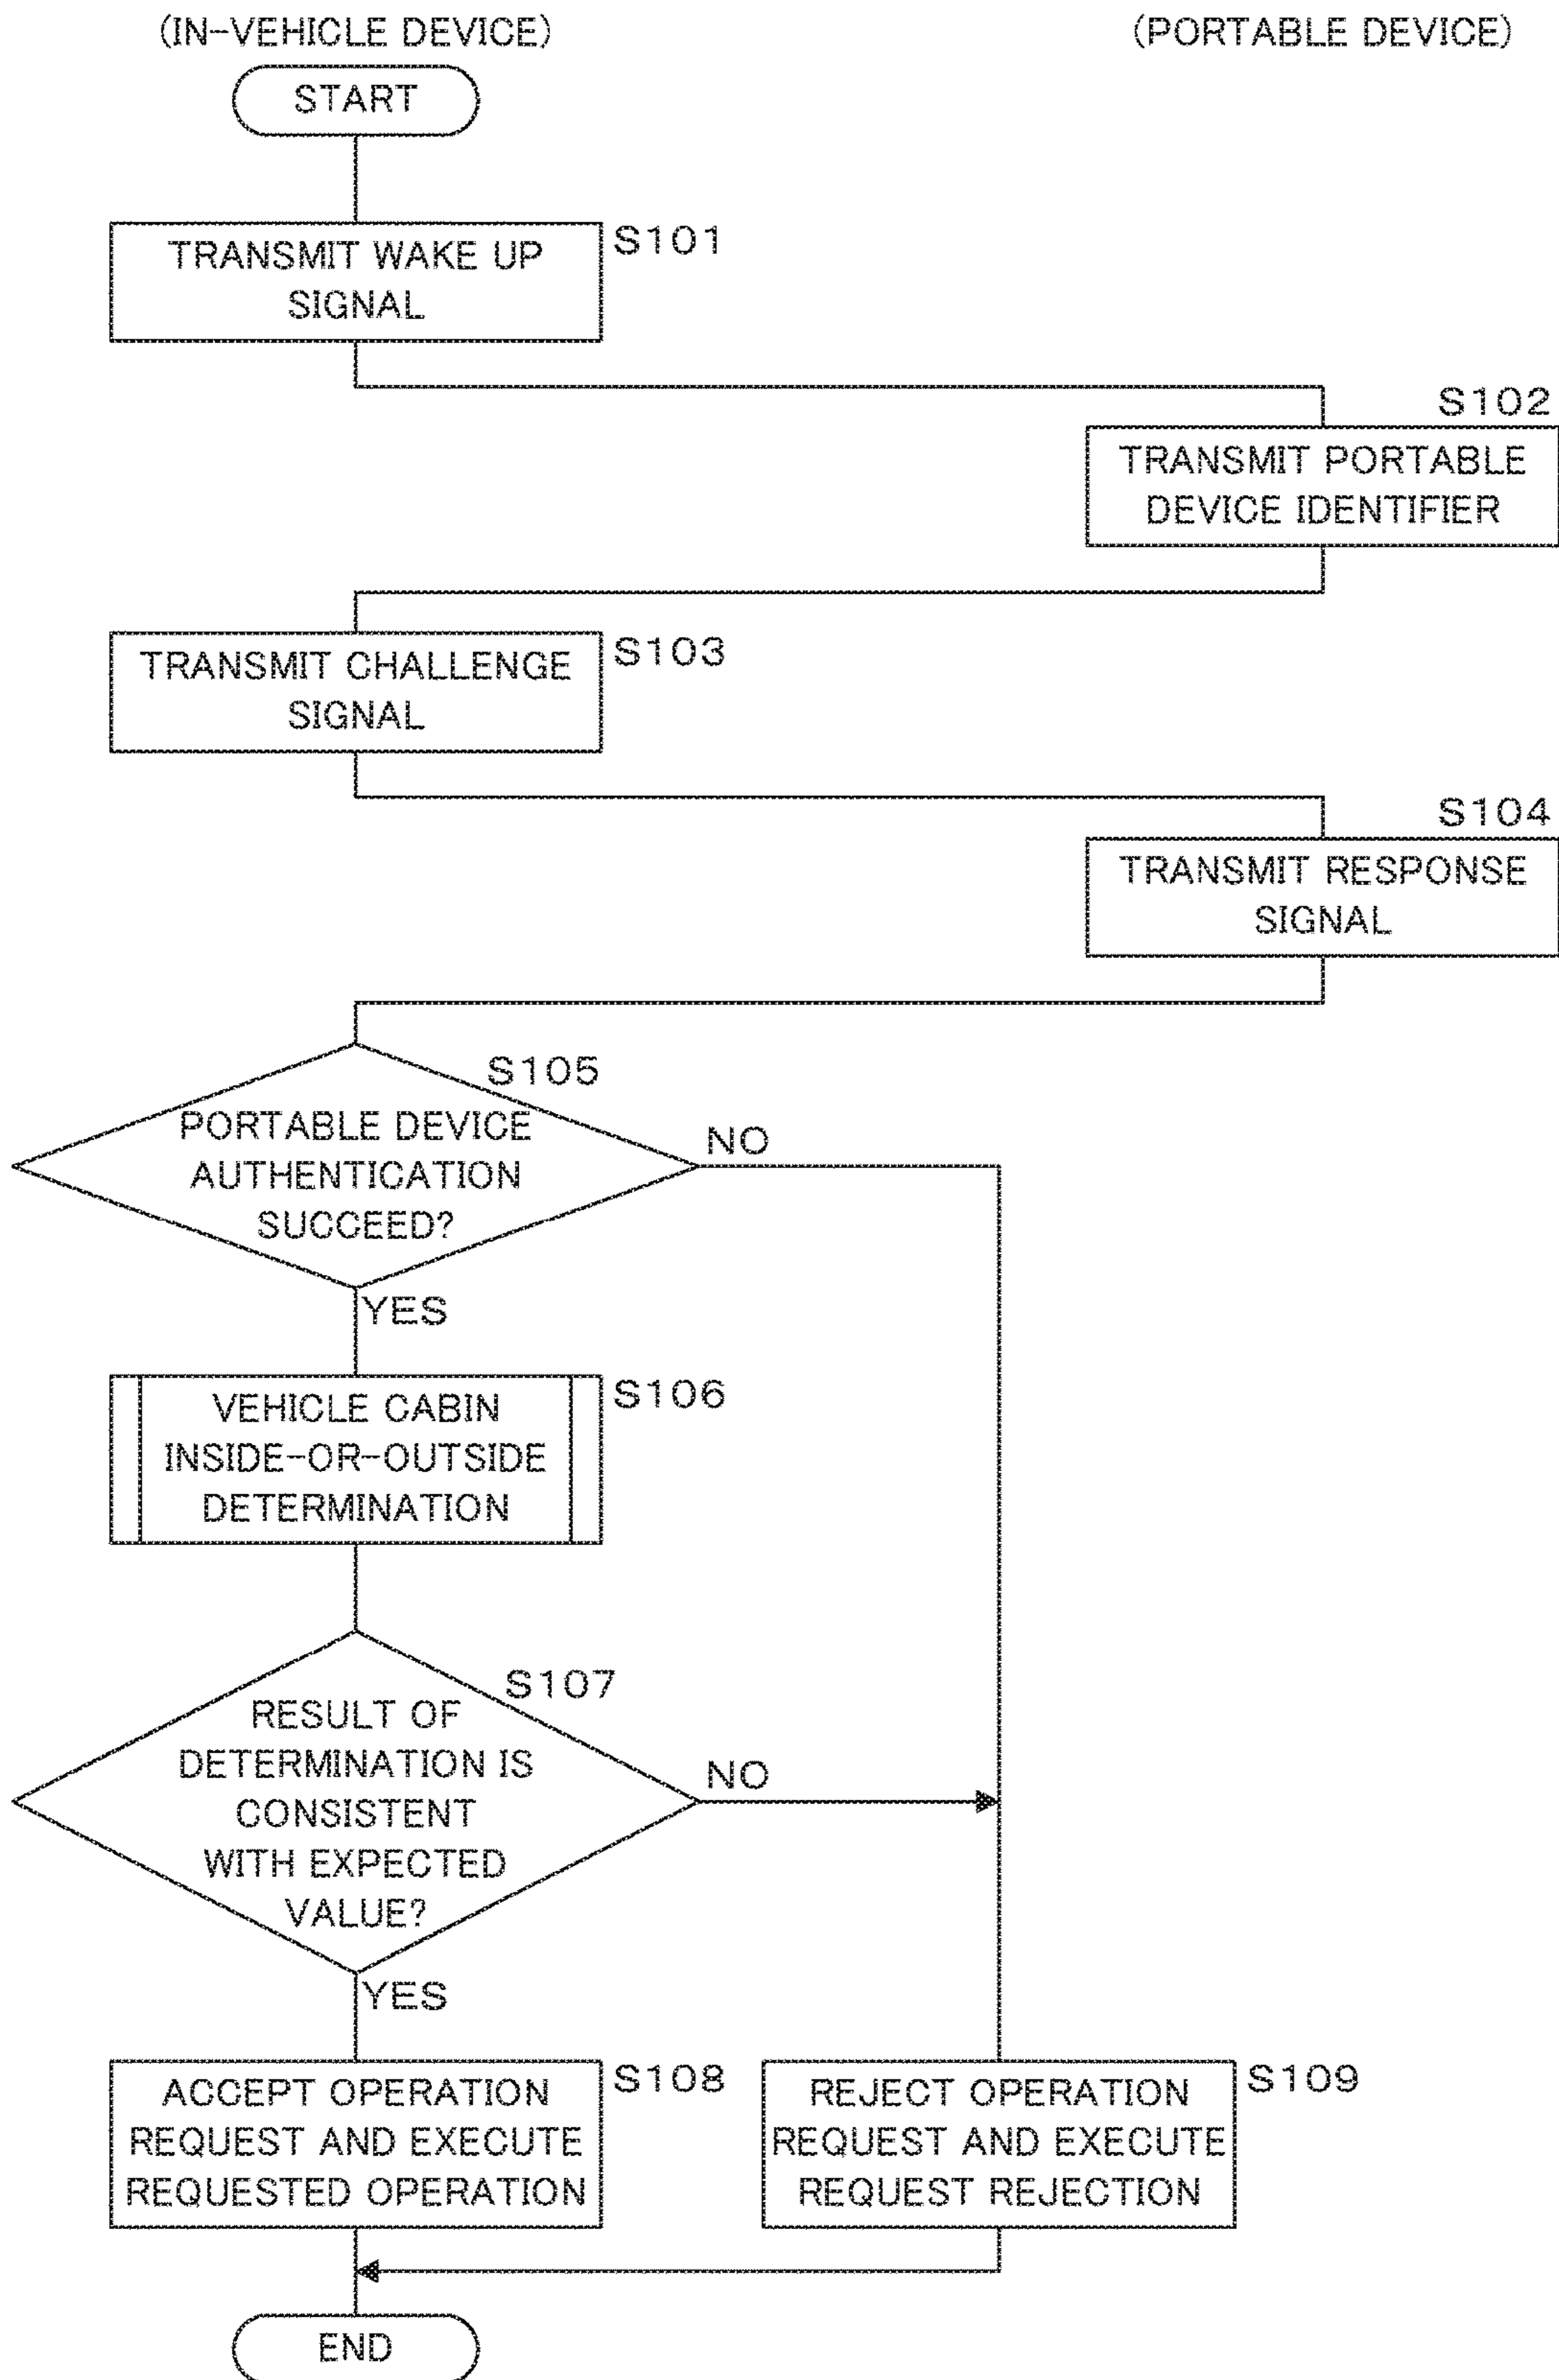 (IN-VEHICLE DEVICE)
(PORTABLE DEVICE)
START
TRANSMIT WAKE UP
SIGNAL
S101
S102
TRANSMIT PORTABLE
DEVICE IDENTIFIER
TRANSMIT CHALLENGE
SIGNAL
S103
S104
TRANSMIT RESPONSE
SIGNAL
S105
PORTABLE DEVICE
AUTHENTICATION
SUCCEED?
NO
YES
VEHICLE CABIN
INSIDE-OR-OUTSIDE
DETERMINATION
S106
S107
RESULT OF
DETERMINATION IS
CONSISTENT
WITH EXPECTED
VALUE?
NO
YES
ACCEPT OPERATION
REQUEST AND EXECUTE
REQUESTED OPERATION
S108
REJECT OPERATION
REQUEST AND EXECUTE
REQUEST REJECTION
S109
END